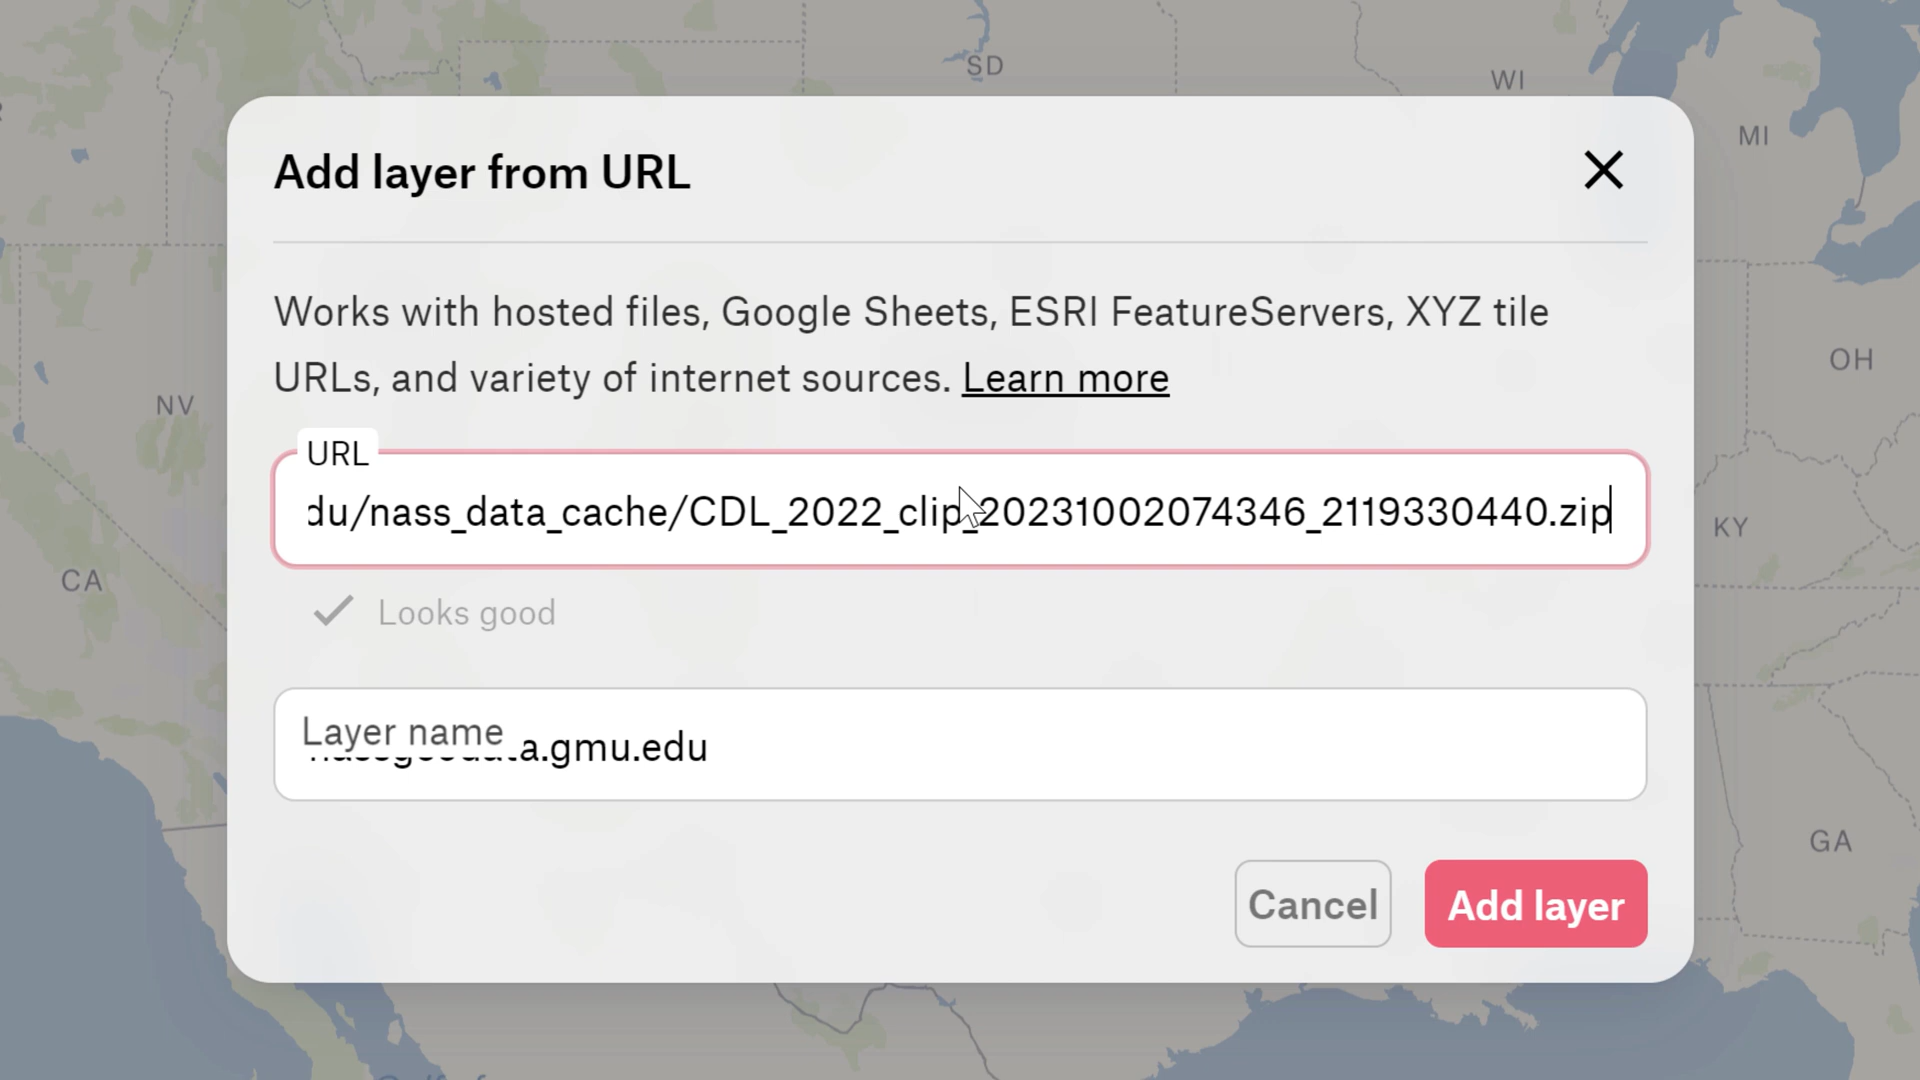 SD
WI
MI
Add layer from URL
Works with hosted files, Google Sheets, ESRI FeatureServers, XYZ tile
URLs, and variety of internet sources. Learn more
OH
NV
URL
du/nass_data_cache/CDL_2022_clip_20231002074346_2119330440.zip
KY
CA
Looks good
Layer name
a.gmu.edu
GA
Cancel
Add layer